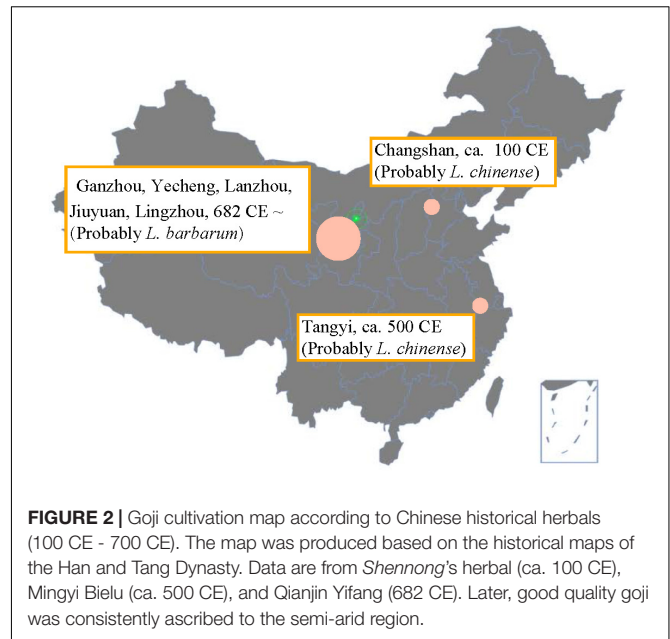 Changshan, ca. 100 CE
(Probably L. chinense)
Ganzhou, Yecheng, Lanzhou,
Jiuyuan, Lingzhou, 682 CE ~
(Probably L. barbarum)
Tangyi, ca. 500 CE
(Probably L. chinense)
FIGURE 2 | Goji cultivation map according to Chinese historical herbals
(100 CE - 700 CE). The map was produced based on the historical maps of
the Han and Tang Dynasty. Data are from Shennong's herbal (ca. 100 CE),
Mingyi Bielu (ca. 500 CE), and Qianjin Yifang (682 CE). Later, good quality goji
was consistently ascribed to the semi-arid region.